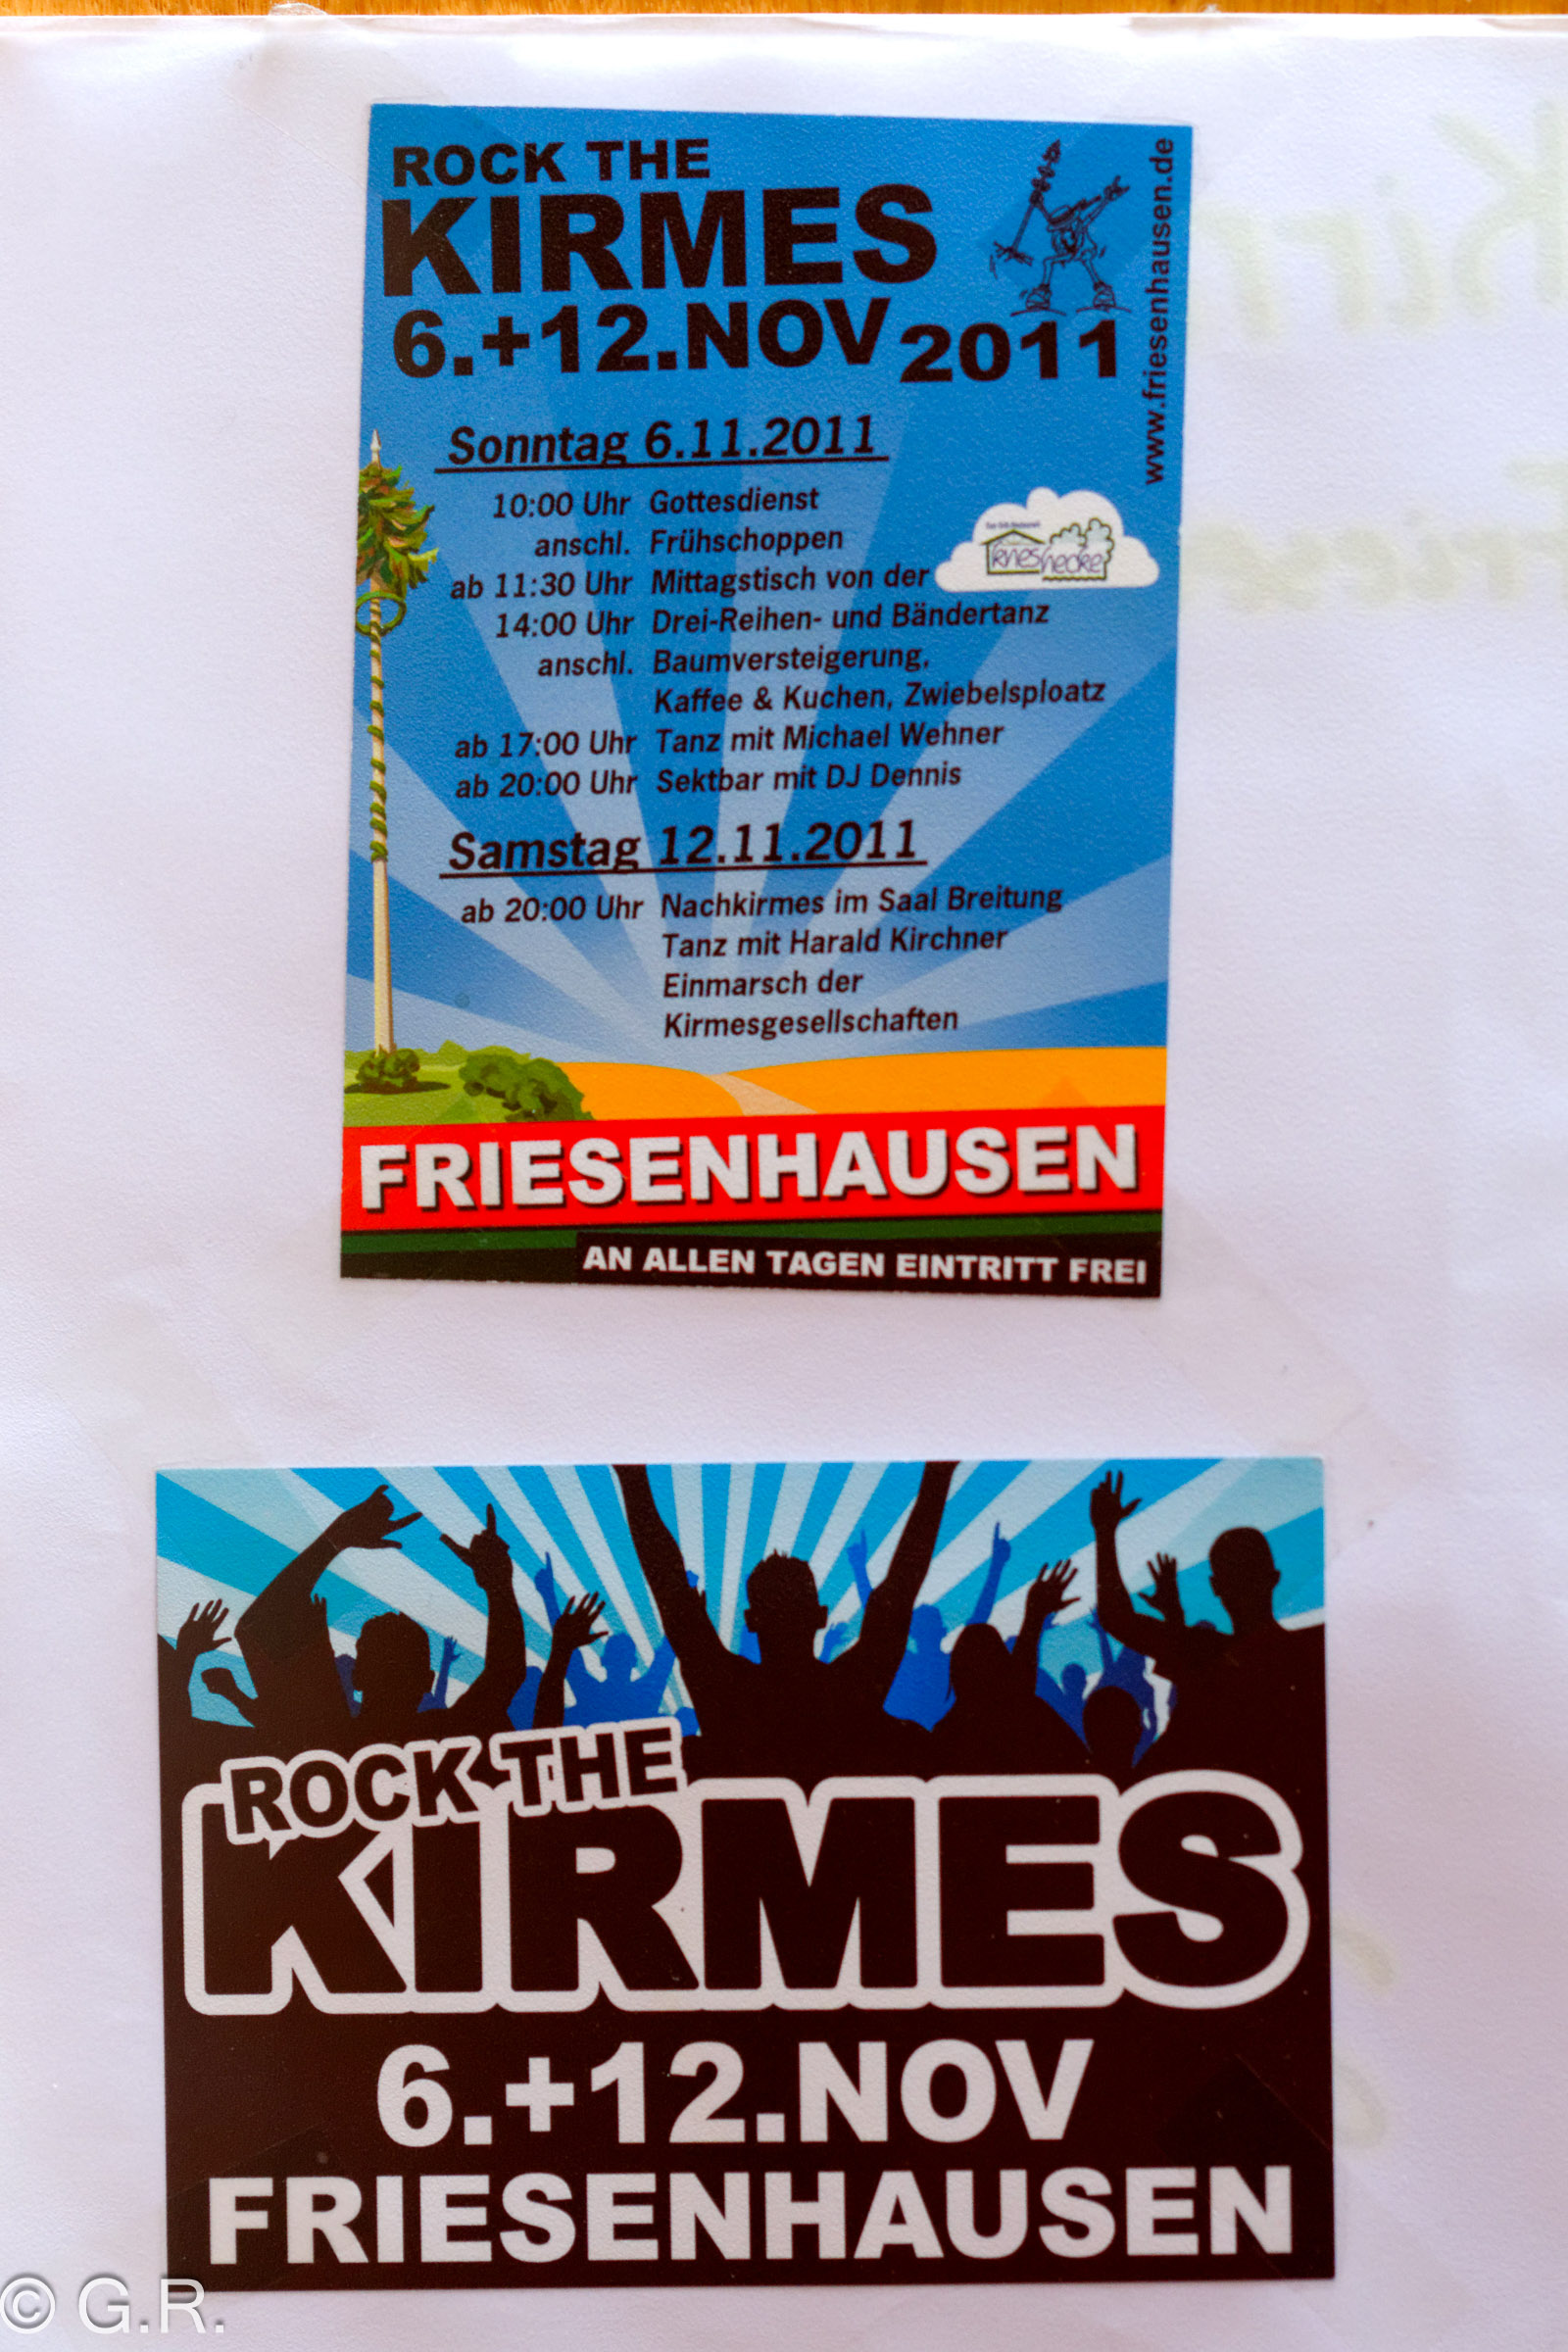 ROCK THE
KIRMES
6.+12.NOV 2011
www.friesenhausen.de
Sonntag 6.11.2011
10:00 Uhr Gottesdienst
anschl. Frühschoppen
ab 11:30 Uhr Mittagstisch von der
14:00 Uhr Drei-Reihen- und Bändertanz
anschl. Baumversteigerung,
Kaffee & Kuchen, Zwiebelsploatz
ab 17:00 Uhr Tanz mit Michael Wehner
ab 20:00 Uhr Sektbar mit DJ Dennis
Samstag 12.11.2011
ab 20:00 Uhr Nachkirmes im Saal Breitung
Tanz mit Harald Kirchner
Einmarsch der
Kirmesgesellschaften
FRIESENHAUSEN
AN ALLEN TAGEN EINTRITT FREI
ROCK THE
KIRMES
6.+12.NOV
FRIESENHAUSEN
© G.R.